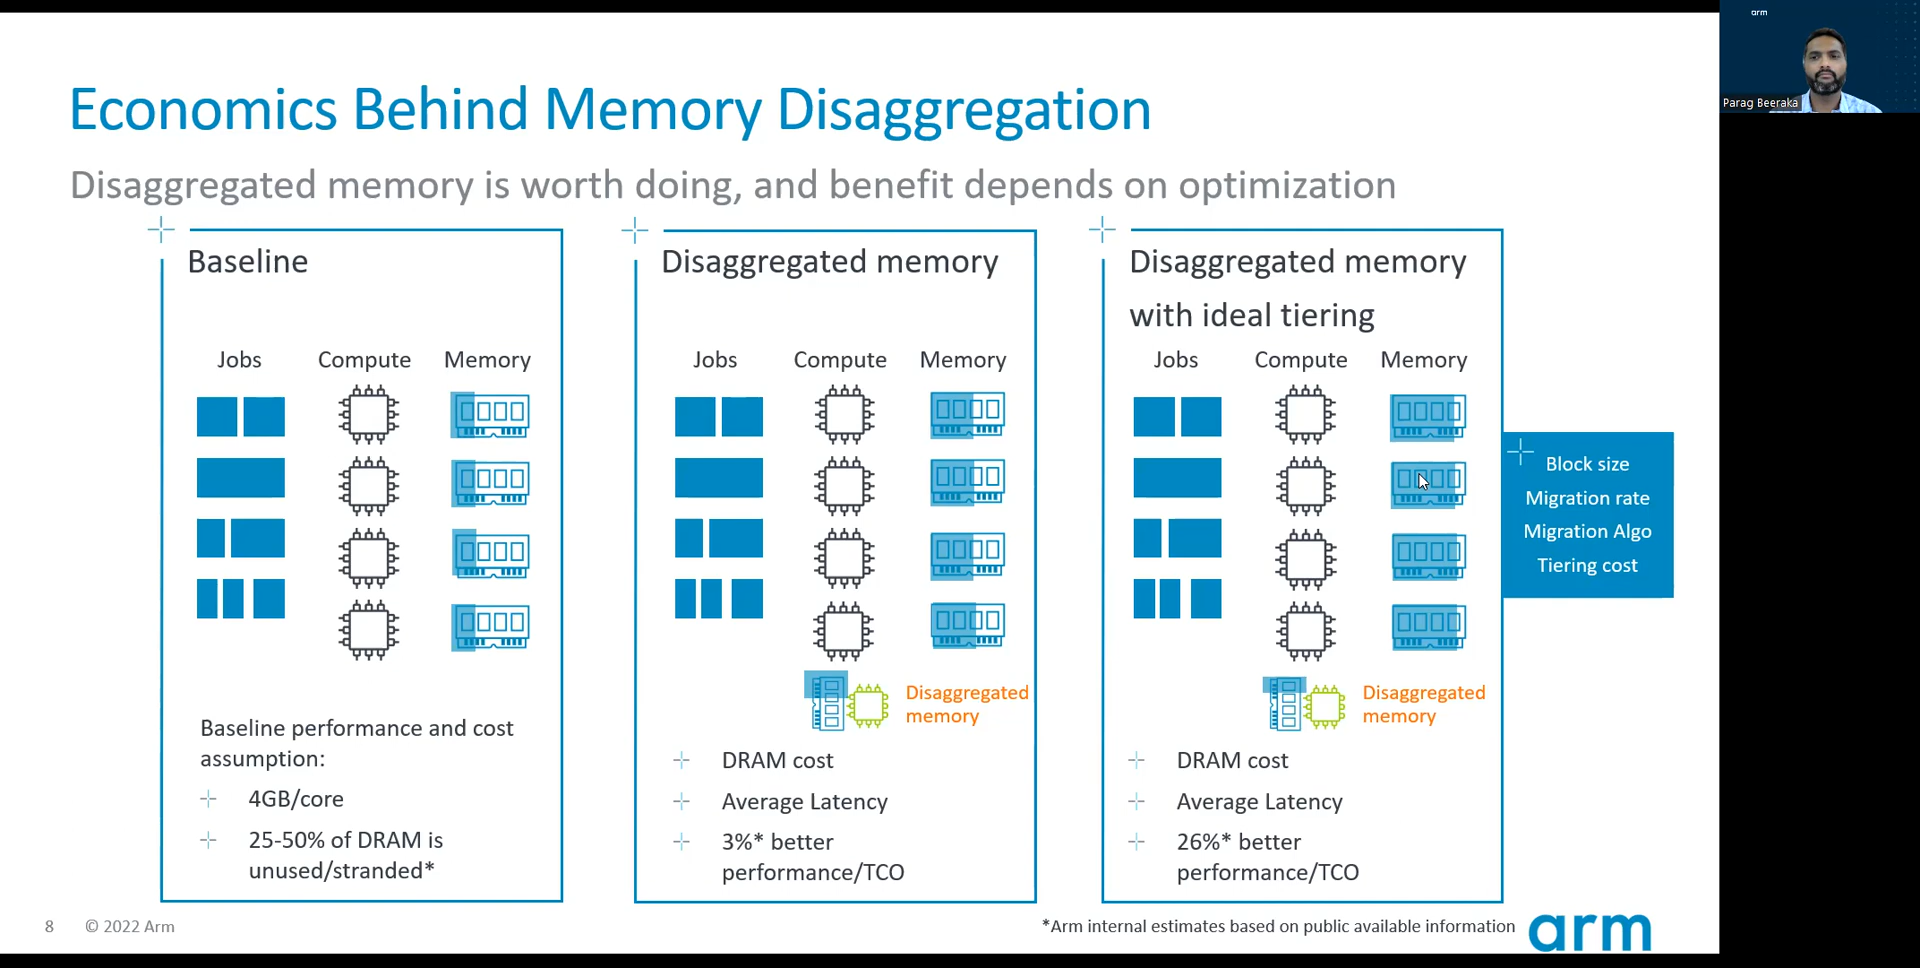 Economics Behind Memory Disaggregation
Disaggregated memory is worth doing, and benefit depends on optimization
Baseline
Jobs Compute Memory
Baseline performance and cost
assumption:
4GB/core
25-50% of DRAM is
unused/stranded*
Disaggregated memory
Jobs Compute Memory
Disaggregated
memory
DRAM cost
Average Latency
3%* better
performance/TCO
Disaggregated memory
with ideal tiering
Jobs Compute Memory
Disaggregated
memory
DRAM cost
Average Latency
26%* better
performance/TCO
Block size
Migration rate
Migration Algo
Tiering cost
8 © 2022 Arm
*Arm internal estimates based on public available information
arm
arm
Parag Beeraka